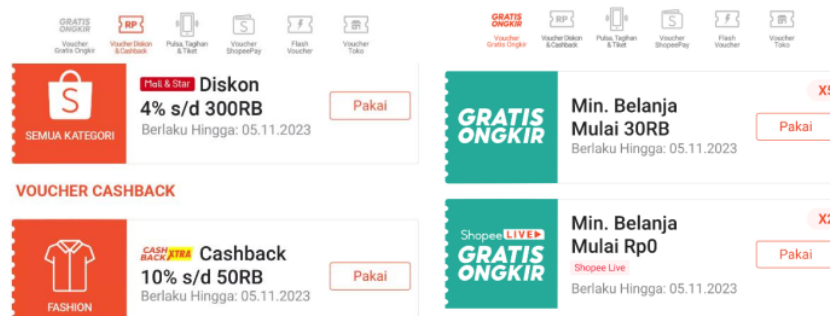 GRATIS ONGKIR
Voucher Gratis Ongkir
RP
Voucher Diskon & Cashback
Pulsa, Tagihan & Tiket
S
Voucher ShopeePay
Flash Voucher
Voucher Toko
S
SEMUA KATEGORI
Mall & Star Diskon
4% s/d 300RB
Berlaku Hingga: 05.11.2023
Pakai
VOUCHER CASHBACK
FASHION
CASHBACK XTRA Cashback
10% s/d 50RB
Berlaku Hingga: 05.11.2023
Pakai
GRATIS ONGKIR
Voucher Gratis Ongkir
RP
Voucher Diskon & Cashback
Pulsa, Tagihan & Tiket
S
Voucher ShopeePay
Flash Voucher
Voucher Toko
GRATIS
ONGKIR
Min. Belanja
Mulai 30RB
Berlaku Hingga: 05.11.2023
X5
Pakai
Shopee LIVE
GRATIS
ONGKIR
Min. Belanja
Mulai Rp0
Shopee Live
Berlaku Hingga: 05.11.2023
X2
Pakai